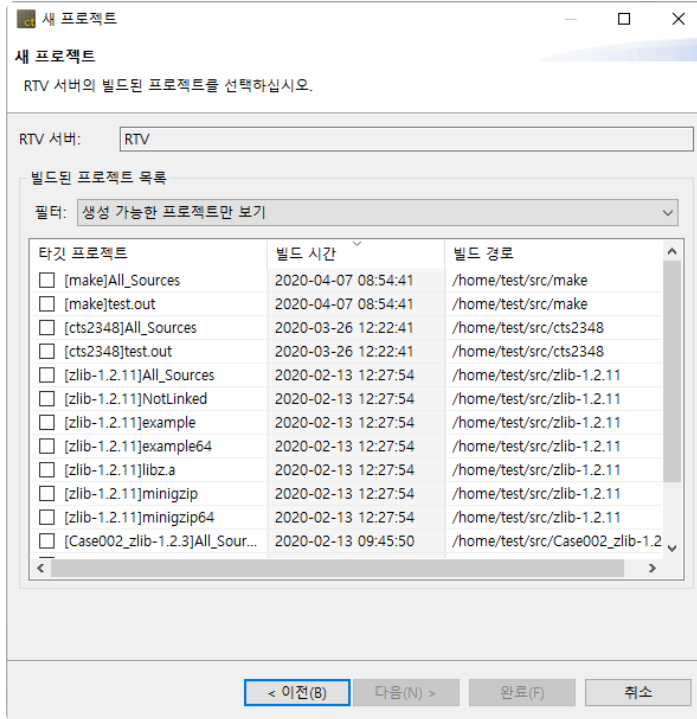 ct 새 프로젝트
새 프로젝트
RTV 서버의 빌드된 프로젝트를 선택하십시오.
RTV 서버: RTV
빌드된 프로젝트 목록
필터: 생성 가능한 프로젝트만 보기
타깃 프로젝트 빌드 시간 빌드 경로
[make]All_Sources 2020-04-07 08:54:41 /home/test/src/make
[make]test.out 2020-04-07 08:54:41 /home/test/src/make
[cts2348]All_Sources 2020-03-26 12:22:41 /home/test/src/cts2348
[cts2348]test.out 2020-03-26 12:22:41 /home/test/src/cts2348
[zlib-1.2.11]All_Sources 2020-02-13 12:27:54 /home/test/src/zlib-1.2.11
[zlib-1.2.11]NotLinked 2020-02-13 12:27:54 /home/test/src/zlib-1.2.11
[zlib-1.2.11]example 2020-02-13 12:27:54 /home/test/src/zlib-1.2.11
[zlib-1.2.11]example64 2020-02-13 12:27:54 /home/test/src/zlib-1.2.11
[zlib-1.2.11]libz.a 2020-02-13 12:27:54 /home/test/src/zlib-1.2.11
[zlib-1.2.11]minigzip 2020-02-13 12:27:54 /home/test/src/zlib-1.2.11
[zlib-1.2.11]minigzip64 2020-02-13 12:27:54 /home/test/src/zlib-1.2.11
[Case002_zlib-1.2.3]All_Sour... 2020-02-13 09:45:50 /home/test/src/Case002_zlib-1.2
< 이전(B) 다음(N) > 완료(F) 취소